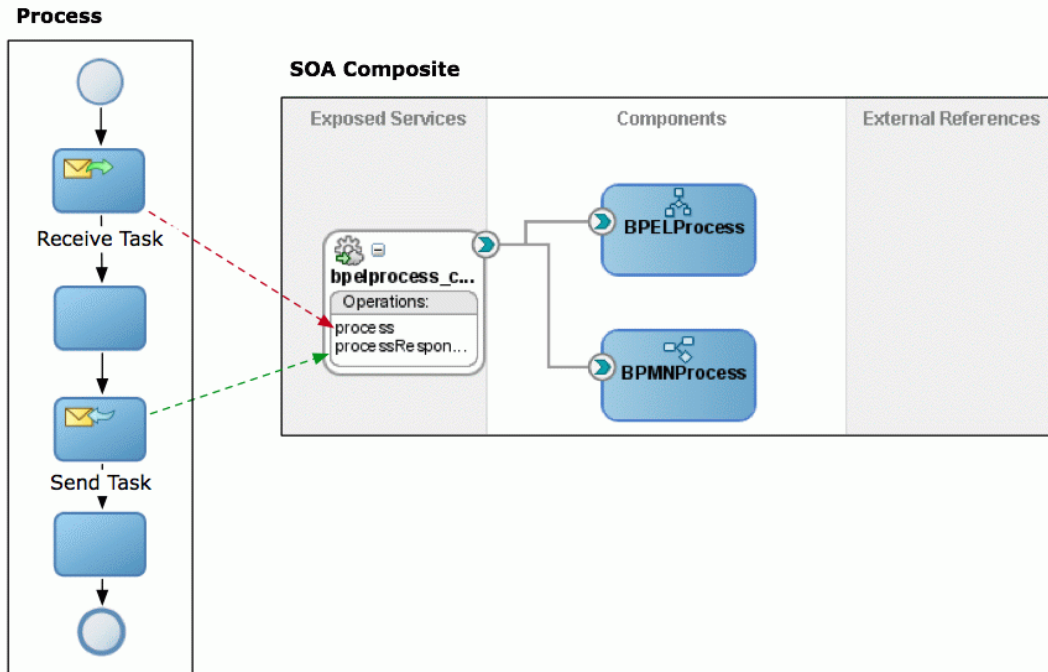 Process
Receive Task
Send Task
SOA Composite
Exposed Services
Components
External References
bpelprocess_c...
Operations:
process
processRespon...
BPELProcess
BPMNProcess